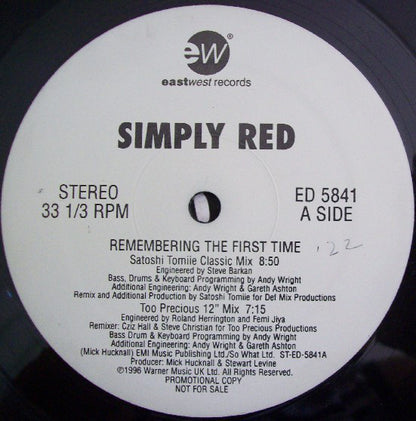 ew
eastwest records
SIMPLY RED
STEREO
33 1/3 RPM
ED 5841
A SIDE
REMEMBERING THE FIRST TIME '22
Satoshi Tomiie Classic Mix 8:50
Engineered by Steve Barkan
Bass, Drums & Keyboard Programming by Andy Wright
Additional Engineering: Andy Wright & Gareth Ashton
Remix and Additional Production by Satoshi Tomiie for Def Mix Productions
Too Precious 12" Mix 7:15
Engineered by Roland Herrington and Femi Jiya
Remixer: Cziz Hall & Steve Christian for Too Precious Productions
Bass Drum & Keyboard Programming by Andy Wright
Additional Engineering: Andy Wright & Gareth Ashton
(Mick Hucknall) EMI Music Publishing Ltd./So What Ltd. ST-ED-5841A
Producer: Mick Hucknall & Stewart Levine
©1996 Warner Music UK Ltd. All Rights Reserved.
PROMOTIONAL COPY
NOT FOR SALE